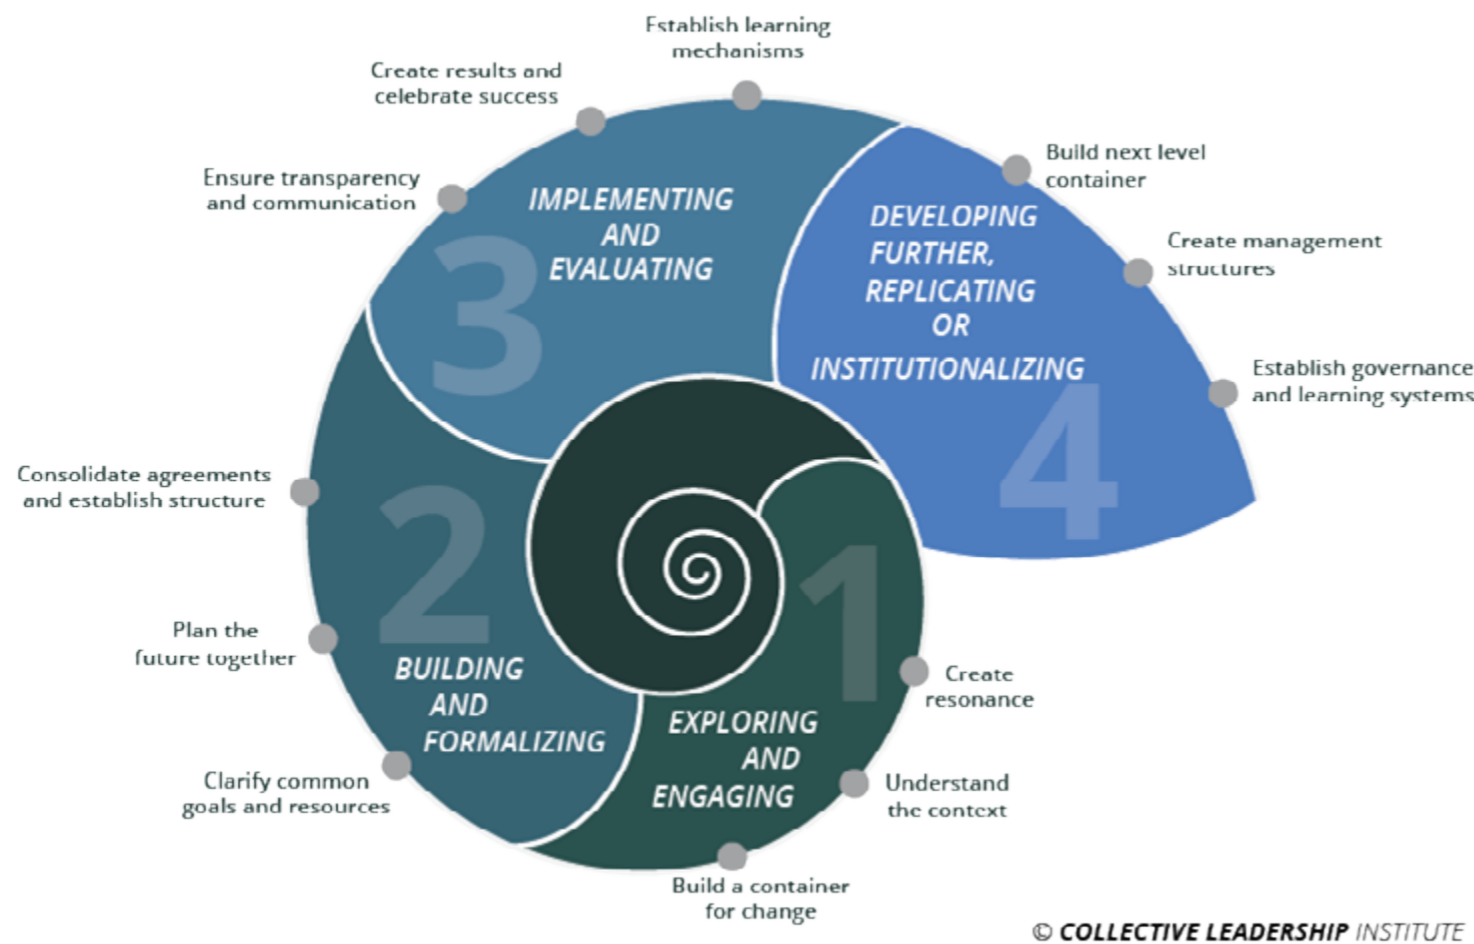 Establish learning
mechanisms
Create results and
celebrate success
Ensure transparency
and communication
Build next level
container
Create management
structures
Establish governance
and learning systems
IMPLEMENTING
AND
EVALUATING
3
DEVELOPING
FURTHER,
REPLICATING
OR
INSTITUTIONALIZING
4
Consolidate agreements
and establish structure
Plan the
future together
Clarify common
goals and resources
2
BUILDING
AND
FORMALIZING
1
EXPLORING
AND
ENGAGING
Create
resonance
Understand
the context
Build a container
for change
© COLLECTIVE LEADERSHIP INSTITUTE